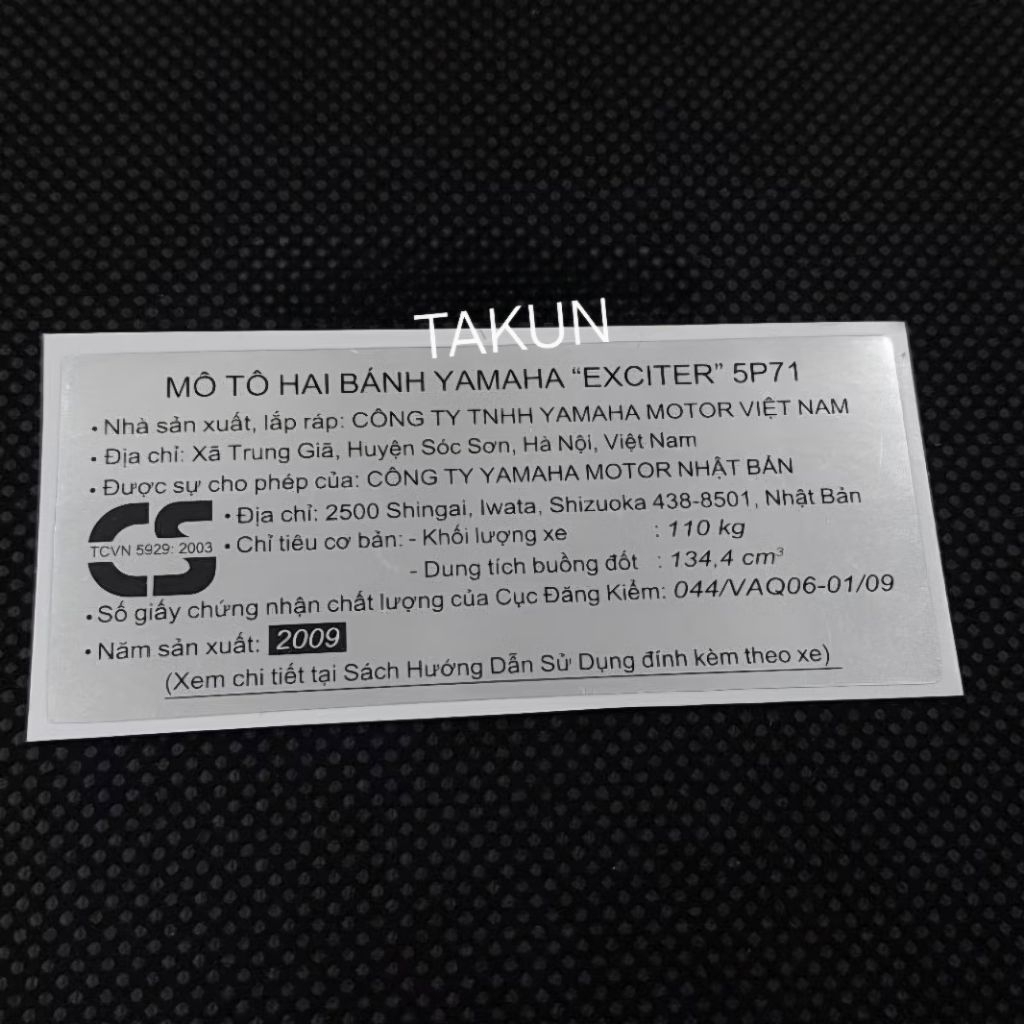 TAKUN
MÔ TÔ HAI BÁNH YAMAHA “EXCITER” 5P71
• Nhà sản xuất, lắp ráp: CÔNG TY TNHH YAMAHA MOTOR VIỆT NAM
• Địa chỉ: Xã Trung Giã, Huyện Sóc Sơn, Hà Nội, Việt Nam
• Được sự cho phép của: CÔNG TY YAMAHA MOTOR NHẬT BẢN
• Địa chỉ: 2500 Shingai, Iwata, Shizuoka 438-8501, Nhật Bản
CS
TCVN 5929: 2003
• Chỉ tiêu cơ bản: - Khối lượng xe : 110 kg
- Dung tích buồng đốt : 134,4 cm³
• Số giấy chứng nhận chất lượng của Cục Đăng Kiểm: 044/VAQ06-01/09
• Năm sản xuất: 2009
(Xem chi tiết tại Sách Hướng Dẫn Sử Dụng đính kèm theo xe)